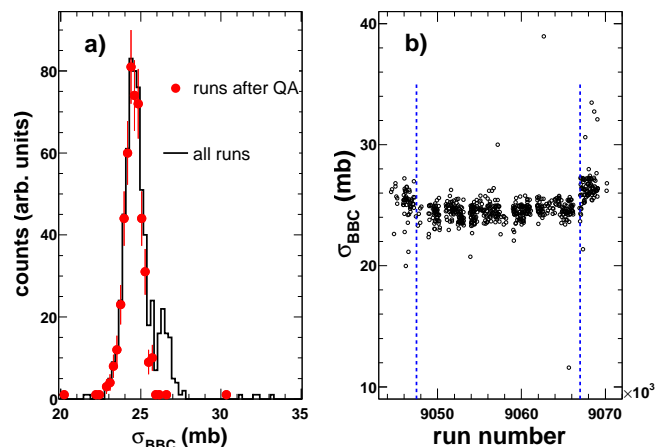 a)
counts (arb. units)
80
60
40
20
0
runs after QA
all runs
20 25 30 35
σBBC (mb)
b)
σBBC (mb)
40
30
20
10
9050 9060 9070
×10³
run number